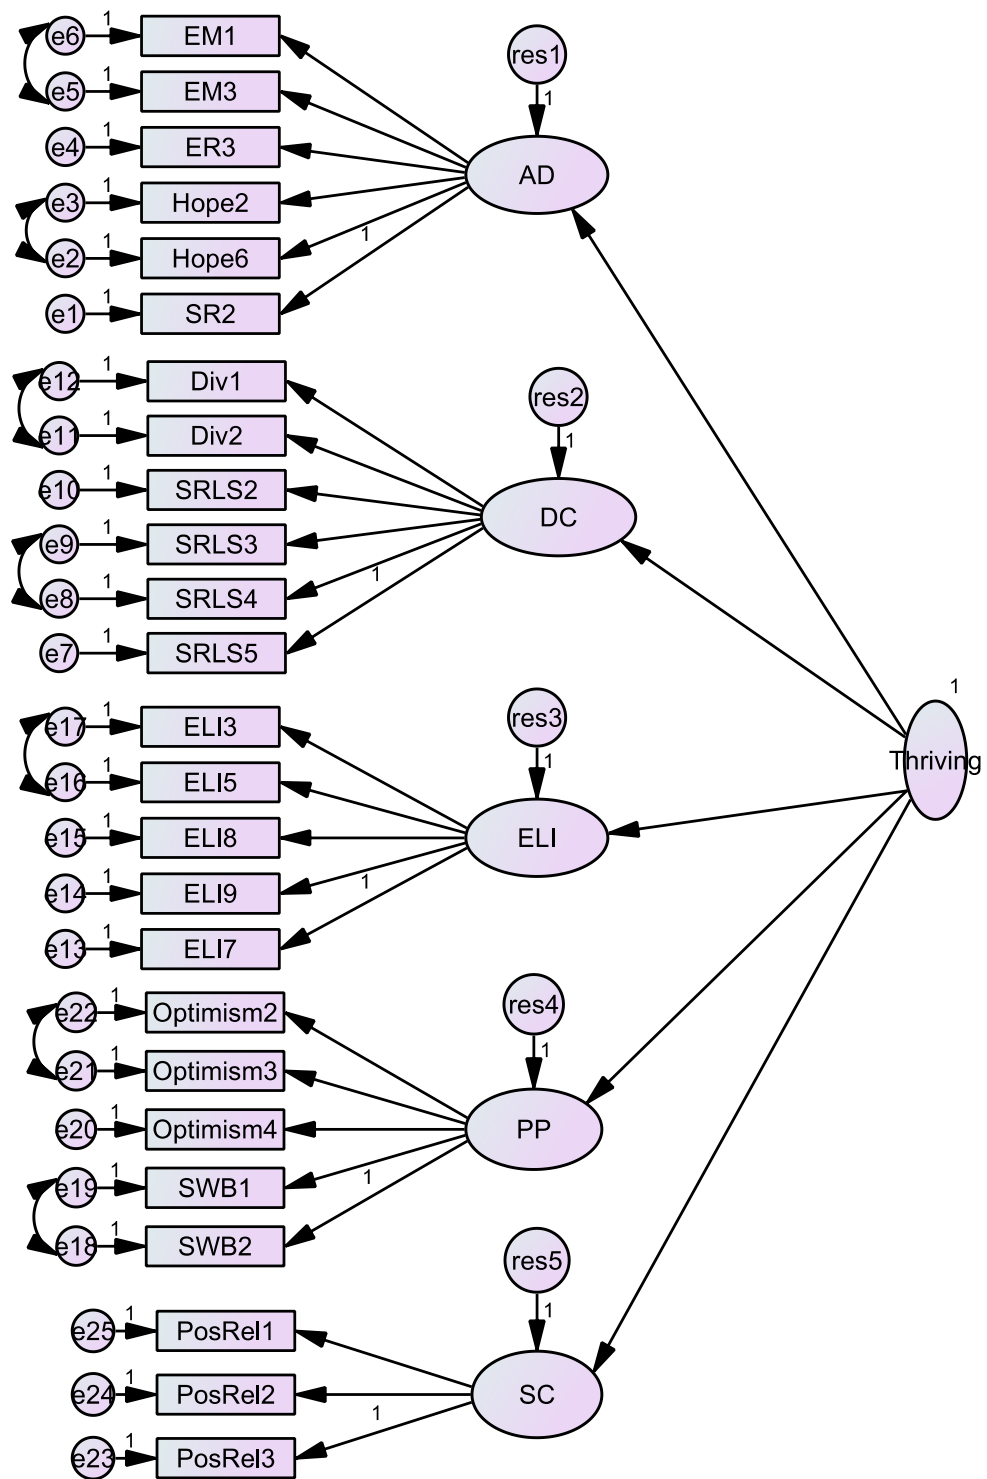 e6 1 EM1
res1
e5 1 EM3
1
e4 1 ER3
AD
e3 1 Hope2
1
e2 1 Hope6
e1 1 SR2
e12 1 Div1
res2
e11 1 Div2
1
e10 1 SRLS2
DC
e9 1 SRLS3
1
e8 1 SRLS4
e7 1 SRLS5
1
Thriving
e17 1 ELI3
res3
e16 1 ELI5
1
e15 1 ELI8
ELI
e14 1 ELI9
1
e13 1 ELI7
e22 1 Optimism2
res4
e21 1 Optimism3
1
e20 1 Optimism4
PP
e19 1 SWB1
1
e18 1 SWB2
res5
1
e25 1 PosRel1
e24 1 PosRel2
SC
1
e23 1 PosRel3